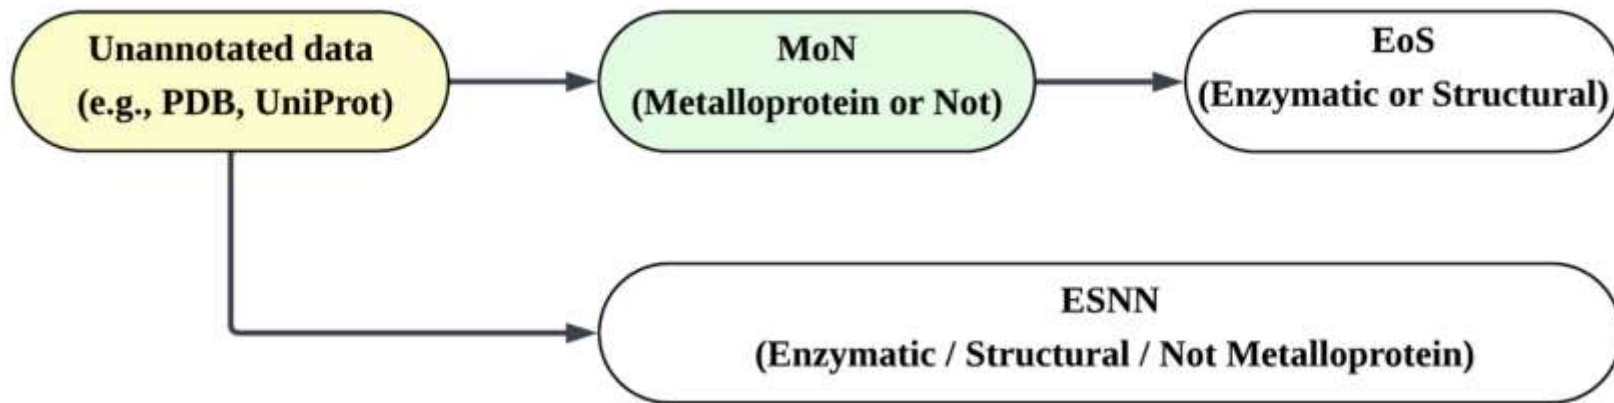 Unannotated data
(e.g., PDB, UniProt)
MoN
(Metalloprotein or Not)
EoS
(Enzymatic or Structural)
ESNN
(Enzymatic / Structural / Not Metalloprotein)